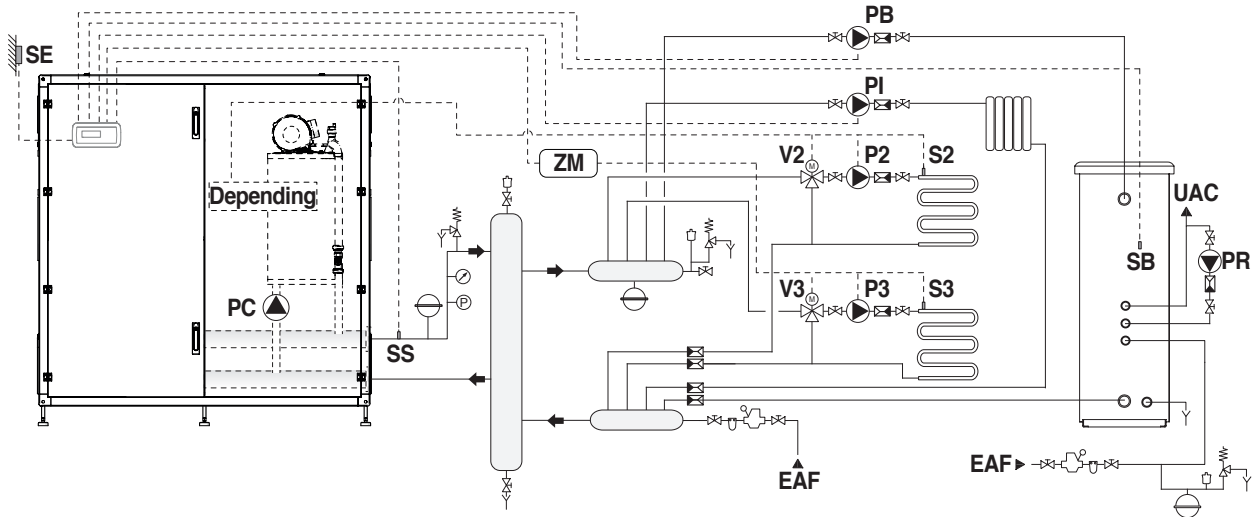 PB
SE
PI
V2
P2
S2
M
ZM
Depending
UAC
SB
PR
V3
P3
S3
M
PC
P
SS
EAF
EAF